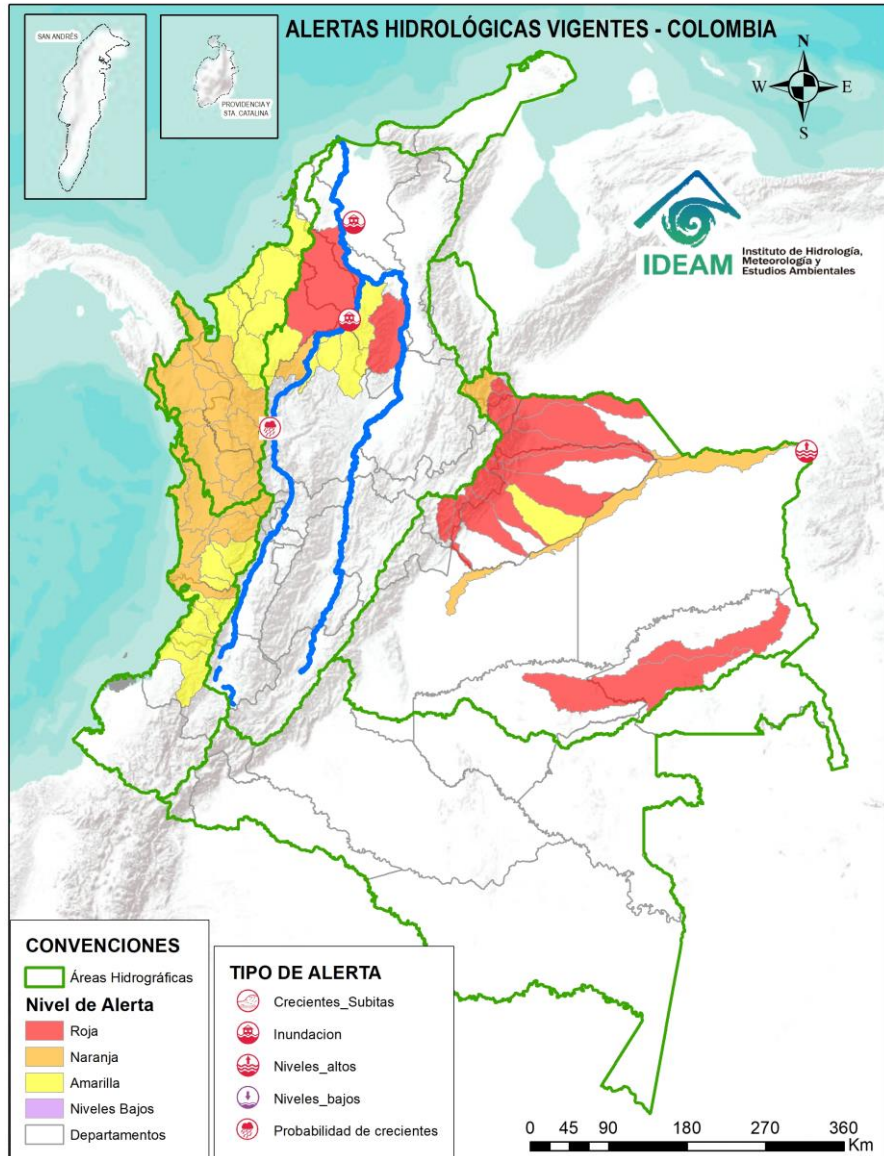 SAN ANDRÉS
PROVIDENCIA Y
STA. CATALINA
ALERTAS HIDROLÓGICAS VIGENTES - COLOMBIA
N
W
E
S
IDEAM
Instituto de Hidrología,
Meteorología y
Estudios Ambientales
CONVENCIONES
Áreas Hidrográficas
Nivel de Alerta
Roja
Naranja
Amarilla
Niveles Bajos
Departamentos
TIPO DE ALERTA
Crecientes_Subitas
Inundacion
Niveles_altos
Niveles_bajos
Probabilidad de crecientes
0 45 90 180 270 360
Km